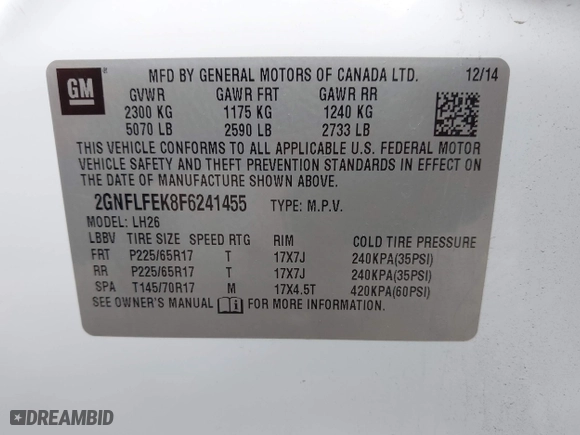 GM
MFD BY GENERAL MOTORS OF CANADA LTD. 12/14
GVWR GAWR FRT GAWR RR
2300 KG 1175 KG 1240 KG
5070 LB 2590 LB 2733 LB
THIS VEHICLE CONFORMS TO ALL APPLICABLE U.S. FEDERAL MOTOR
VEHICLE SAFETY AND THEFT PREVENTION STANDARDS IN EFFECT ON
THE DATE OF MANUFACTURE SHOWN ABOVE.
2GNFLFEK8F6241455 TYPE: M.P.V.
MODEL: LH26
LBBV TIRE SIZE SPEED RTG RIM COLD TIRE PRESSURE
FRT P225/65R17 T 17X7J 240KPA(35PSI)
RR P225/65R17 T 17X7J 240KPA(35PSI)
SPA T145/70R17 M 17X4.5T 420KPA(60PSI)
SEE OWNER'S MANUAL FOR MORE INFORMATION.
DREAMBID